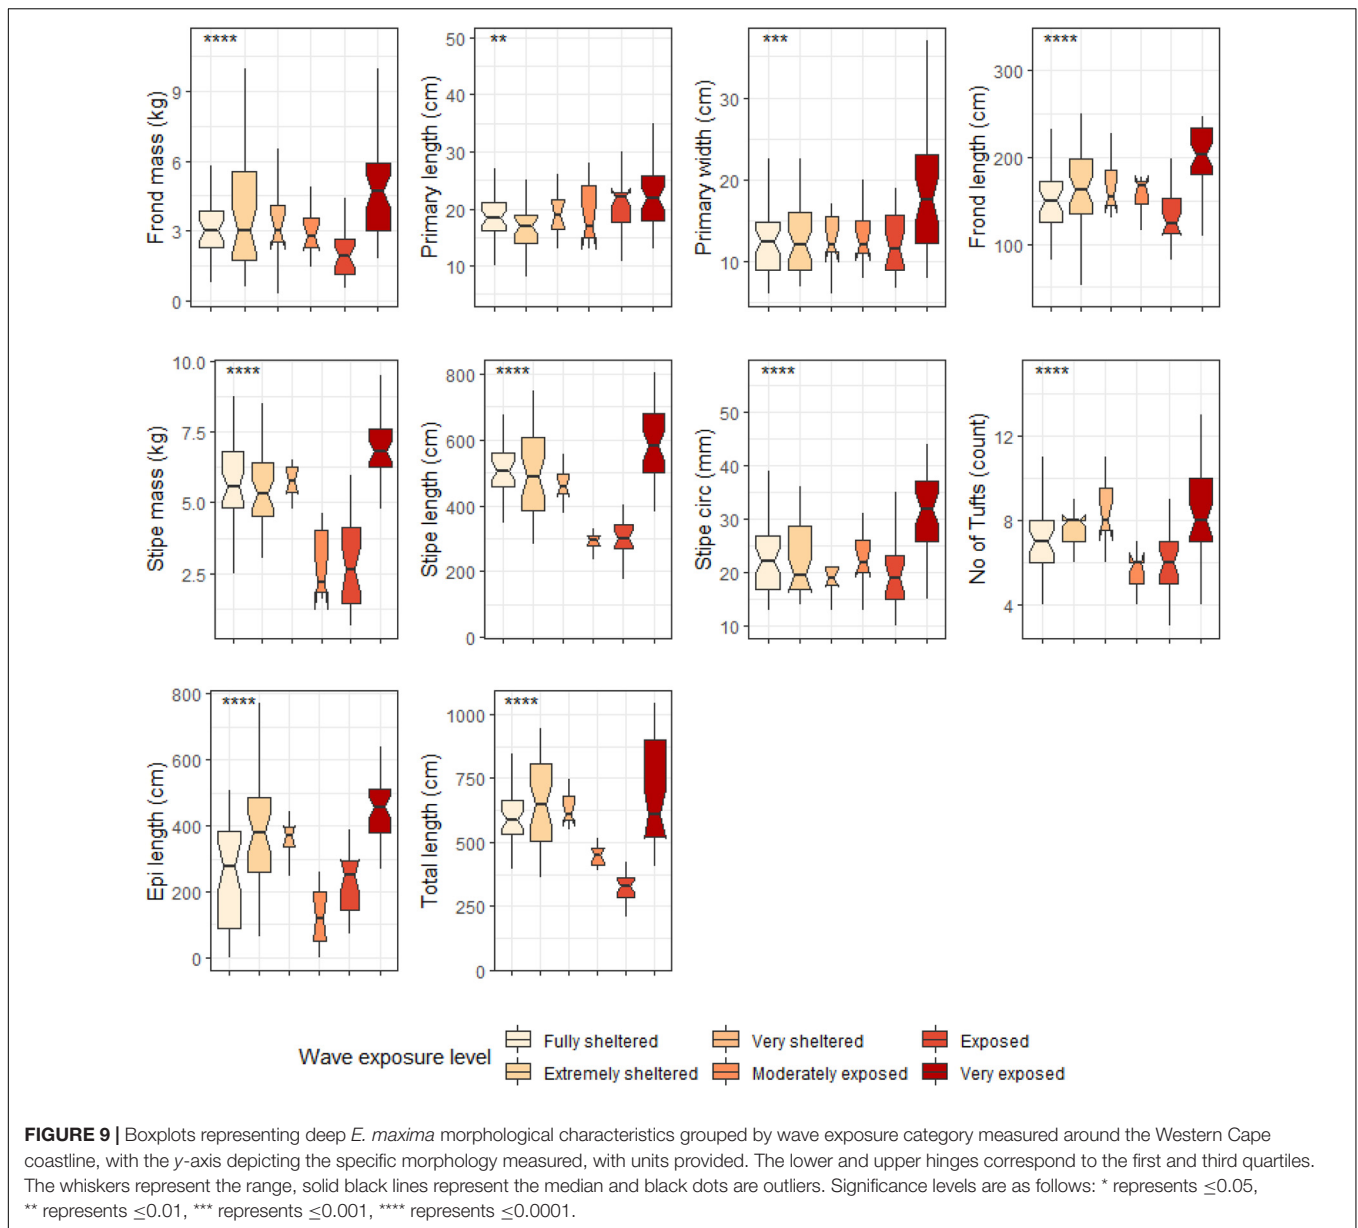 ****
Frond mass (kg)
9
6
3
0
**
Primary length (cm)
50
40
30
20
10
***
Primary width (cm)
30
20
10
****
Frond length (cm)
300
200
100
****
Stipe mass (kg)
10.0
7.5
5.0
2.5
****
Stipe length (cm)
800
600
400
200
0
****
Stipe circ (mm)
50
40
30
20
10
****
No of Tufts (count)
12
8
4
****
Epi length (cm)
800
600
400
200
0
****
Total length (cm)
1000
750
500
250
0
Wave exposure level
Fully sheltered
Very sheltered
Exposed
Extremely sheltered
Moderately exposed
Very exposed
FIGURE 9 | Boxplots representing deep E. maxima morphological characteristics grouped by wave exposure category measured around the Western Cape
coastline, with the y-axis depicting the specific morphology measured, with units provided. The lower and upper hinges correspond to the first and third quartiles.
The whiskers represent the range, solid black lines represent the median and black dots are outliers. Significance levels are as follows: * represents ≤0.05,
** represents ≤0.01, *** represents ≤0.001, **** represents ≤0.0001.